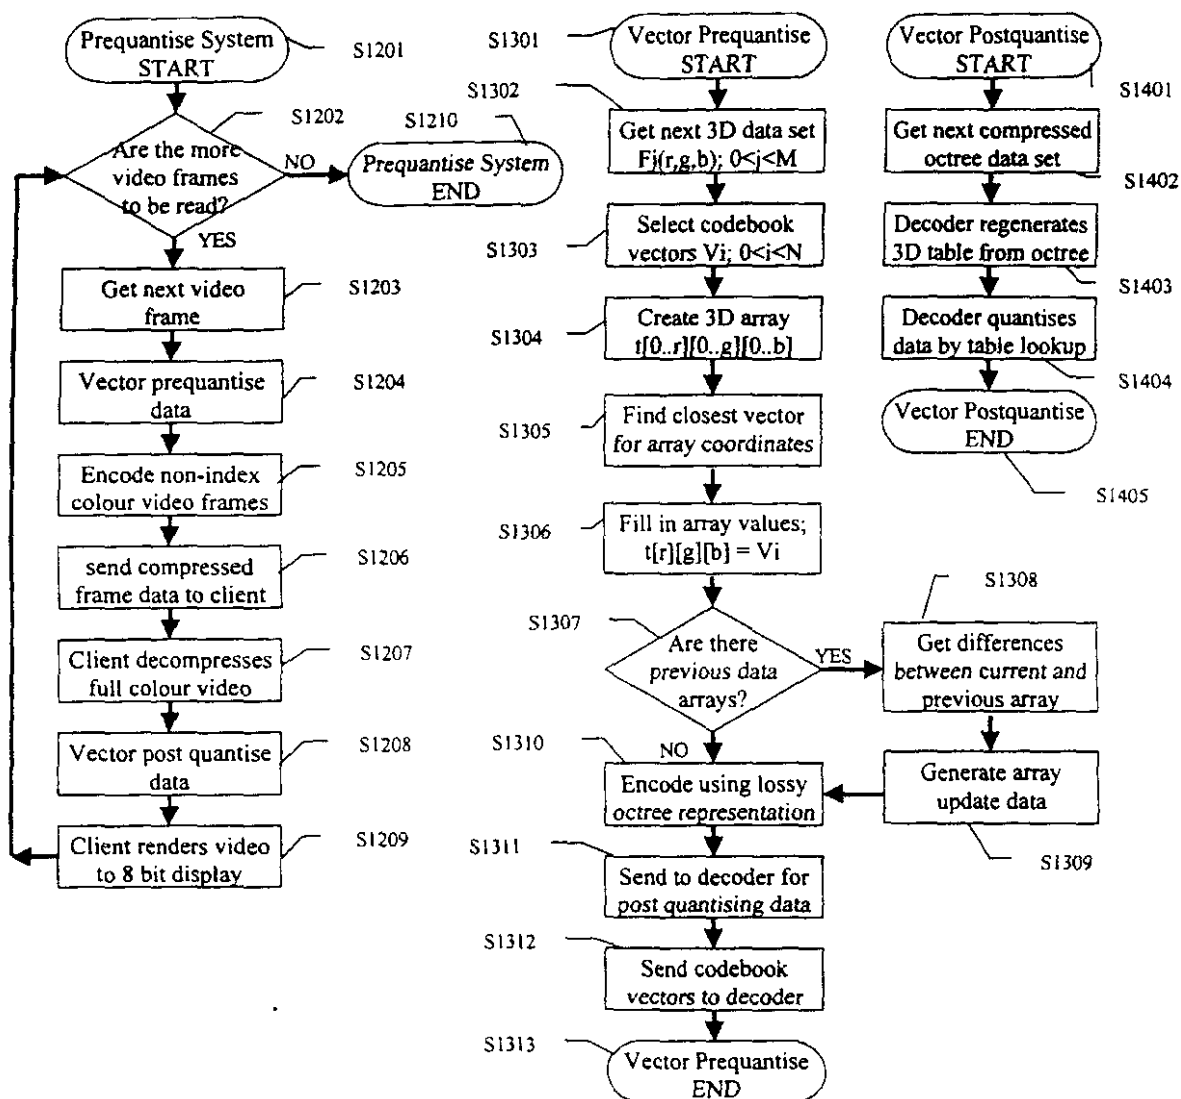 Prequantise System
START
S1201
S1202
Are the more
video frames
to be read?
NO
S1210
Prequantise System
END
YES
Get next video
frame
S1203
Vector prequantise
data
S1204
Encode non-index
colour video frames
S1205
send compressed
frame data to client
S1206
Client decompresses
full colour video
S1207
Vector post quantise
data
S1208
Client renders video
to 8 bit display
S1209
S1301
Vector Prequantise
START
S1302
Get next 3D data set
Fj(r,g,b); 0<j<M
S1303
Select codebook
vectors Vi; 0<i<N
S1304
Create 3D array
t[0..r][0..g][0..b]
S1305
Find closest vector
for array coordinates
S1306
Fill in array values;
t[r][g][b] = Vi
S1307
Are there
previous data
arrays?
YES
S1308
Get differences
between current and
previous array
Generate array
update data
S1309
NO
S1310
Encode using lossy
octree representation
S1311
Send to decoder for
post quantising data
S1312
Send codebook
vectors to decoder
S1313
Vector Prequantise
END
Vector Postquantise
START
S1401
Get next compressed
octree data set
S1402
Decoder regenerates
3D table from octree
S1403
Decoder quantises
data by table lookup
S1404
Vector Postquantise
END
S1405